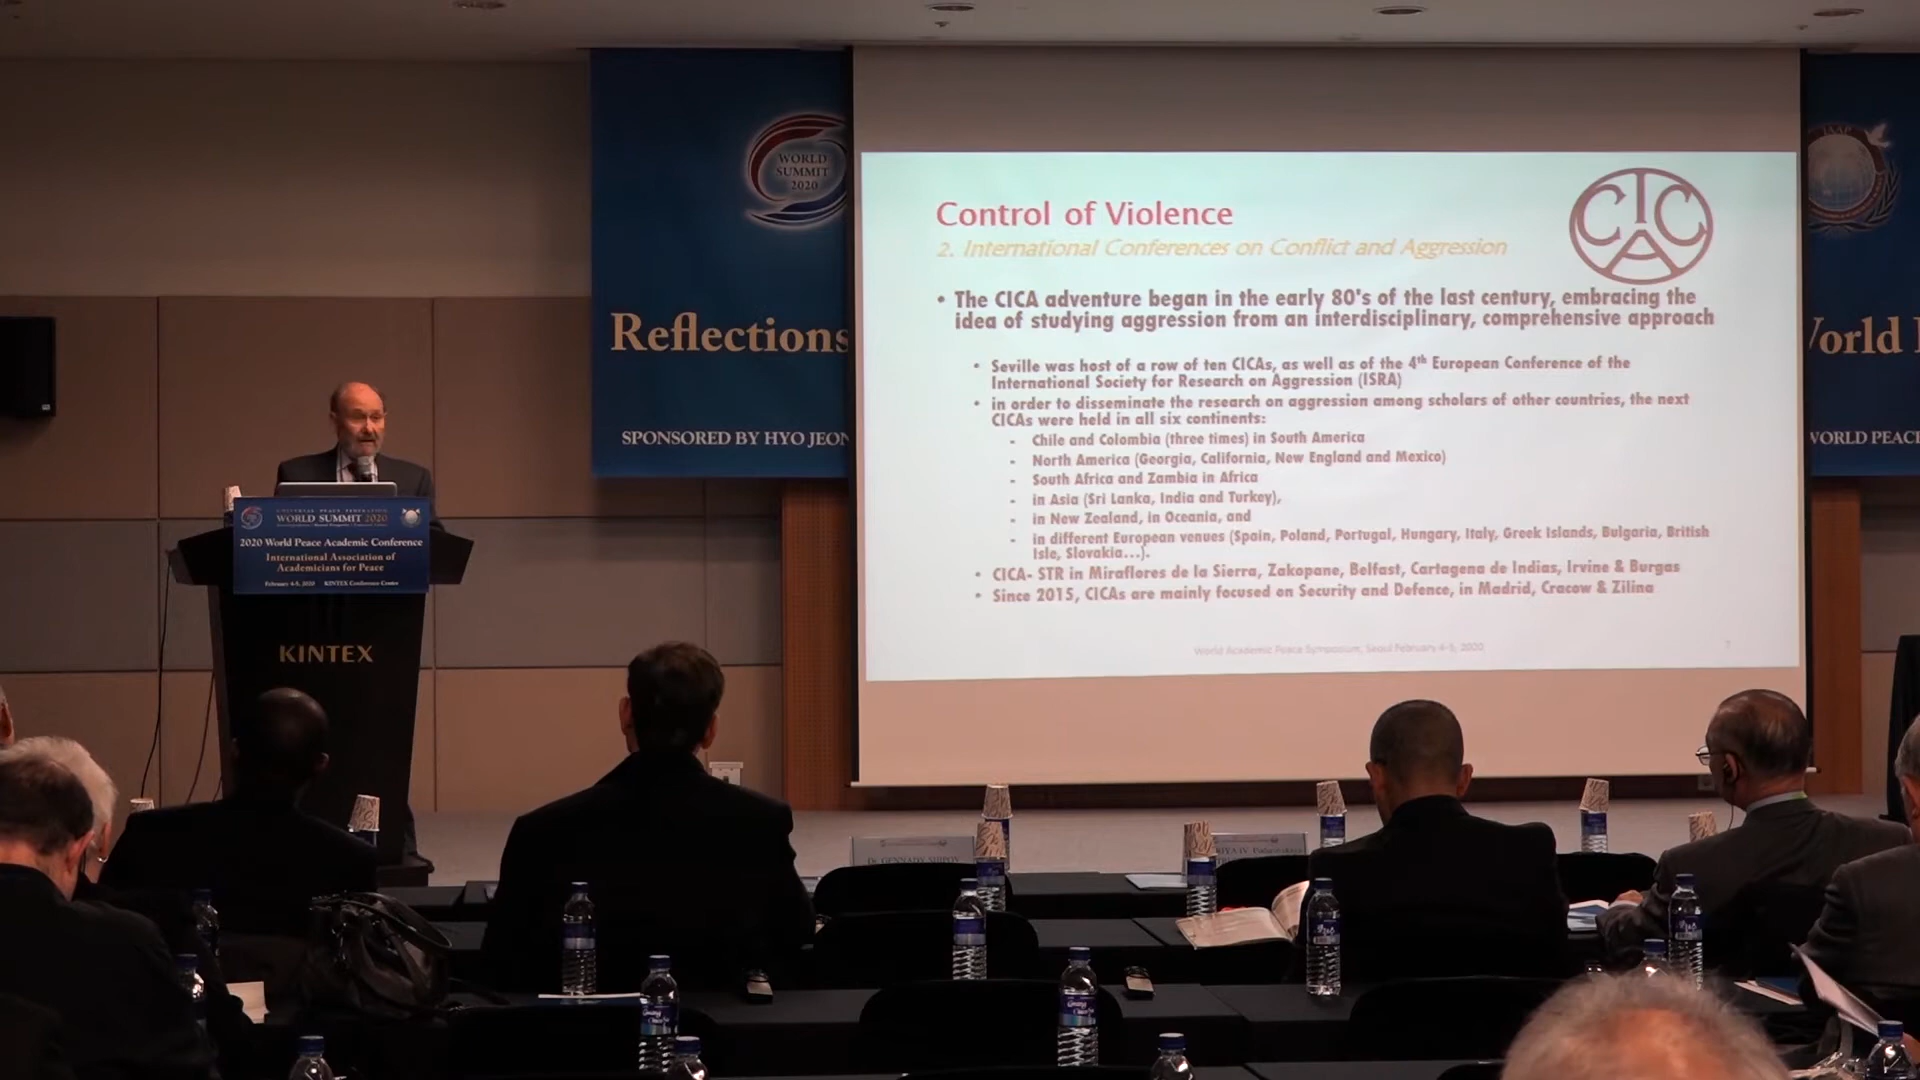 WORLD
SUMMIT
2020
Reflections
SPONSORED BY HYO JEON
Control of Violence
2. International Conferences on Conflict and Aggression
CICA
• The CICA adventure began in the early 80's of the last century, embracing the
idea of studying aggression from an interdisciplinary, comprehensive approach
• Seville was host of a row of ten CICAs, as well as of the 4th European Conference of the
International Society for Research on Aggression (ISRA)
• in order to disseminate the research on aggression among scholars of other countries, the next
CICAs were held in all six continents:
- Chile and Colombia (three times) in South America
- North America (Georgia, California, New England and Mexico)
- South Africa and Zambia in Africa
- in Asia (Sri Lanka, India and Turkey),
- in New Zealand, in Oceania, and
- in different European venues (Spain, Poland, Portugal, Hungary, Italy, Greek Islands, Bulgaria, British
Isle, Slovakia...).
• CICA- STR in Miraflores de la Sierra, Zakopane, Belfast, Cartagena de Indias, Irvine & Burgas
• Since 2015, CICAs are mainly focused on Security and Defence, in Madrid, Cracow & Zilina
World Academic Peace Symposium, Seoul February 4-5, 2020
7
IAAP
orld
WORLD PEAC
UNIVERSAL PEACE FEDERATION
WORLD SUMMIT 2020
2020 World Peace Academic Conference
International Association of
Academicians for Peace
February 4-5, 2020 KINTEX Conference Center
KINTEX
Dr. GENNADY SHIPOV